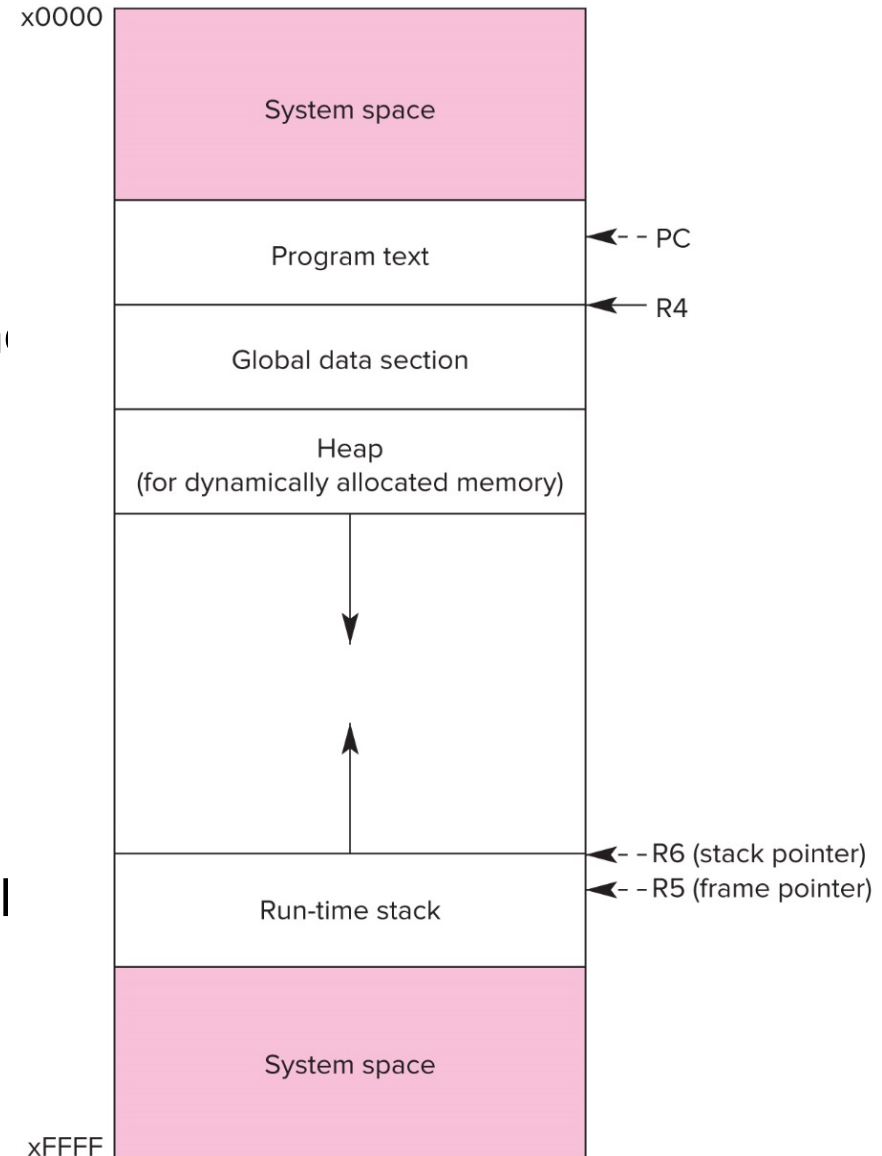 x0000
System space
PC
Program text
R4
Global data section
Heap
(for dynamically allocated memory)
R6 (stack pointer)
R5 (frame pointer)
Run-time stack
System space
xFFFF